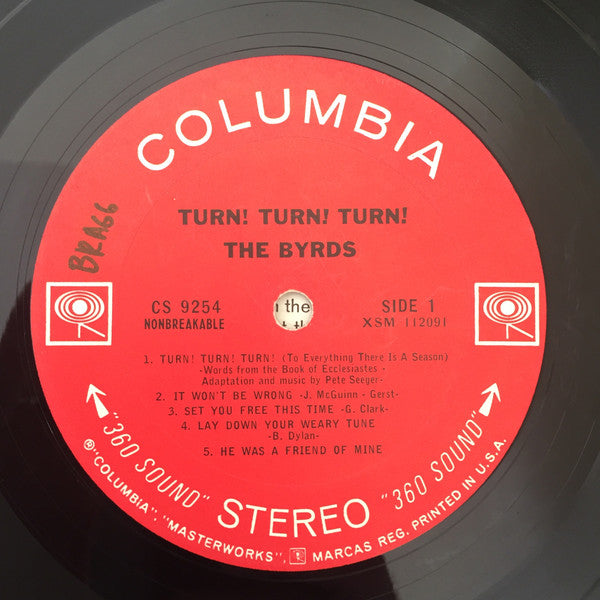 COLUMBIA
BRAGG
TURN! TURN! TURN!
THE BYRDS
CS 9254
NONBREAKABLE
the
SIDE 1
XSM 112091
1. TURN! TURN! TURN! (To Everything There Is A Season)
-Words from the Book of Ecclesiastes -
Adaptation and music by Pete Seeger-
2. IT WON'T BE WRONG -J. McGuinn - Gerst-
3. SET YOU FREE THIS TIME -G. Clark-
4. LAY DOWN YOUR WEARY TUNE
-B. Dylan-
5. HE WAS A FRIEND OF MINE
"360 SOUND" STEREO "360 SOUND"
® "COLUMBIA", "MASTERWORKS", MARCAS REG. PRINTED IN U.S.A.